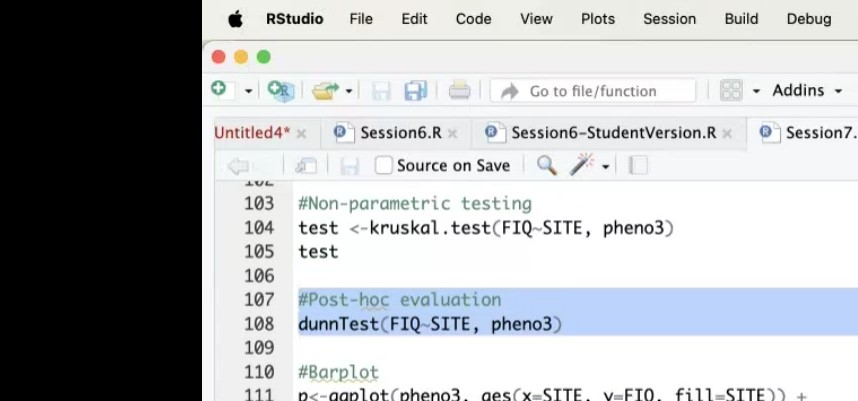 RStudio File Edit Code View Plots Session Build Debug
Go to file/function Addins
Untitled4* Session6.R Session6-StudentVersion.R Session7.
Source on Save
102
103 #Non-parametric testing
104 test <-kruskal.test(FIQ~SITE, pheno3)
105 test
106
107 #Post-hoc evaluation
108 dunnTest(FIQ~SITE, pheno3)
109
110 #Barplot
111 p<-ggplot(pheno3, aes(x=SITE, y=FIQ, fill=SITE)) +